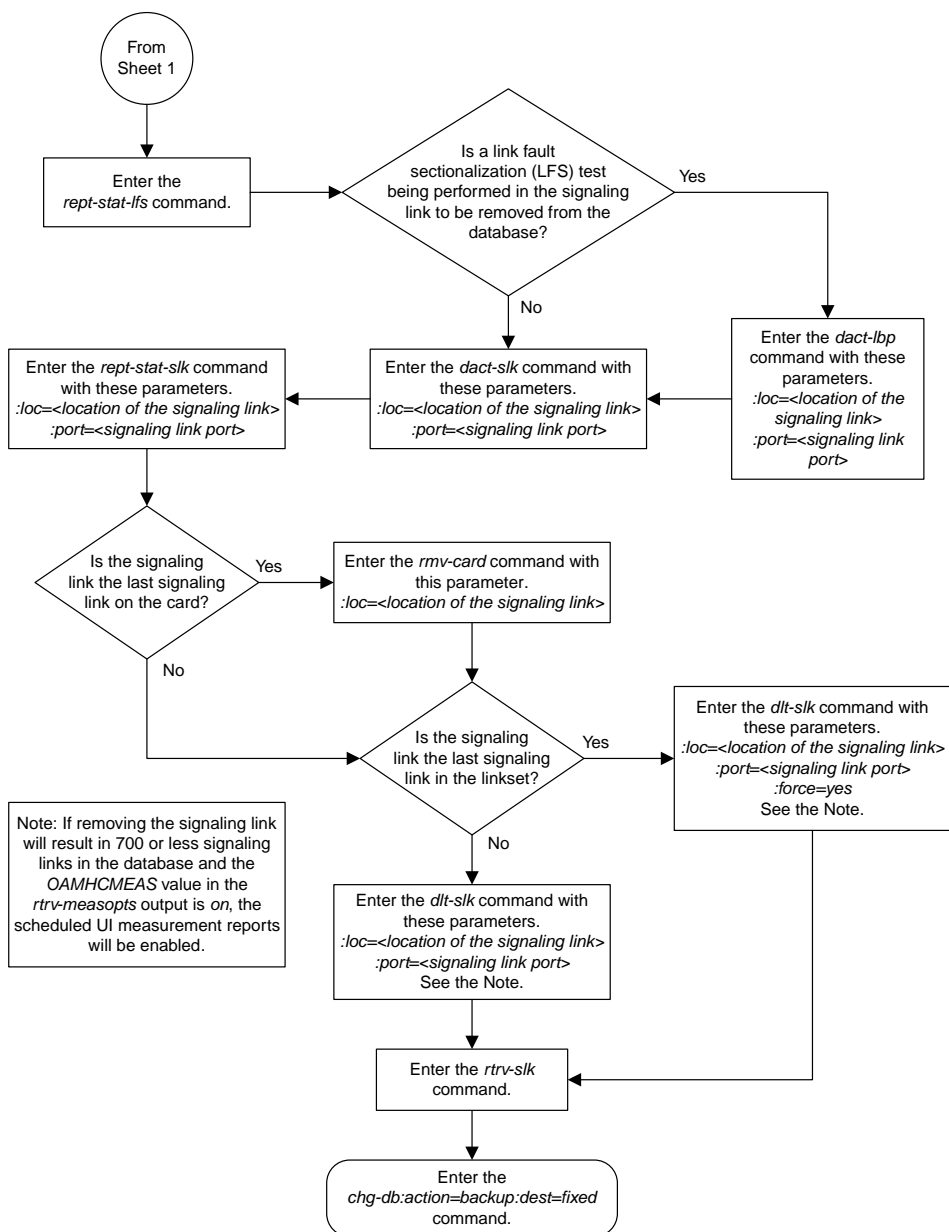 From
Sheet 1
Enter the
rept-stat-lfs command.
Is a link fault
sectionalization (LFS) test
being performed in the signaling
link to be removed from the
database?
Yes
No
Enter the dact-lbp
command with these
parameters.
:loc=<location of the
signaling link>
:port=<signaling link
port>
Enter the dact-slk command with
these parameters.
:loc=<location of the signaling link>
:port=<signaling link port>
Enter the rept-stat-slk command
with these parameters.
:loc=<location of the signaling link>
:port=<signaling link port>
Is the signaling
link the last signaling
link on the card?
Yes
No
Enter the rmv-card command with
this parameter.
:loc=<location of the signaling link>
Is the signaling
link the last signaling
link in the linkset?
Yes
No
Enter the dlt-slk command with
these parameters.
:loc=<location of the signaling link>
:port=<signaling link port>
:force=yes
See the Note.
Note: If removing the signaling link
will result in 700 or less signaling
links in the database and the
OAMHCMEAS value in the
rtrv-measopts output is on, the
scheduled UI measurement reports
will be enabled.
Enter the dlt-slk command with
these parameters.
:loc=<location of the signaling link>
:port=<signaling link port>
See the Note.
Enter the rtrv-slk
command.
Enter the
chg-db:action=backup:dest=fixed
command.